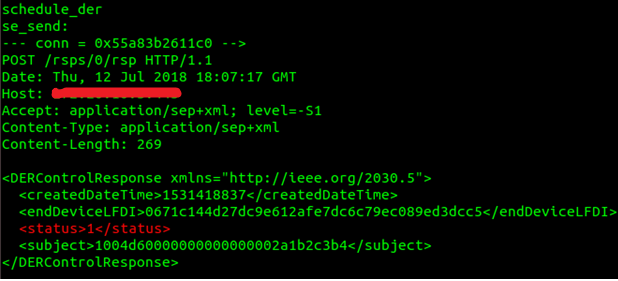 schedule_der
se_send:
--- conn = 0x55a83b2611c0 -->
POST /rsps/0/rsp HTTP/1.1
Date: Thu, 12 Jul 2018 18:07:17 GMT
Host:
Accept: application/sep+xml; level=-S1
Content-Type: application/sep+xml
Content-Length: 269

<DERControlResponse xmlns="http://ieee.org/2030.5">
  <createdDateTime>1531418837</createdDateTime>
  <endDeviceLFDI>0671c144d27dc9e612afe7dc6c79ec089ed3dcc5</endDeviceLFDI>
  <status>1</status>
  <subject>1004d60000000000000002a1b2c3b4</subject>
</DERControlResponse>